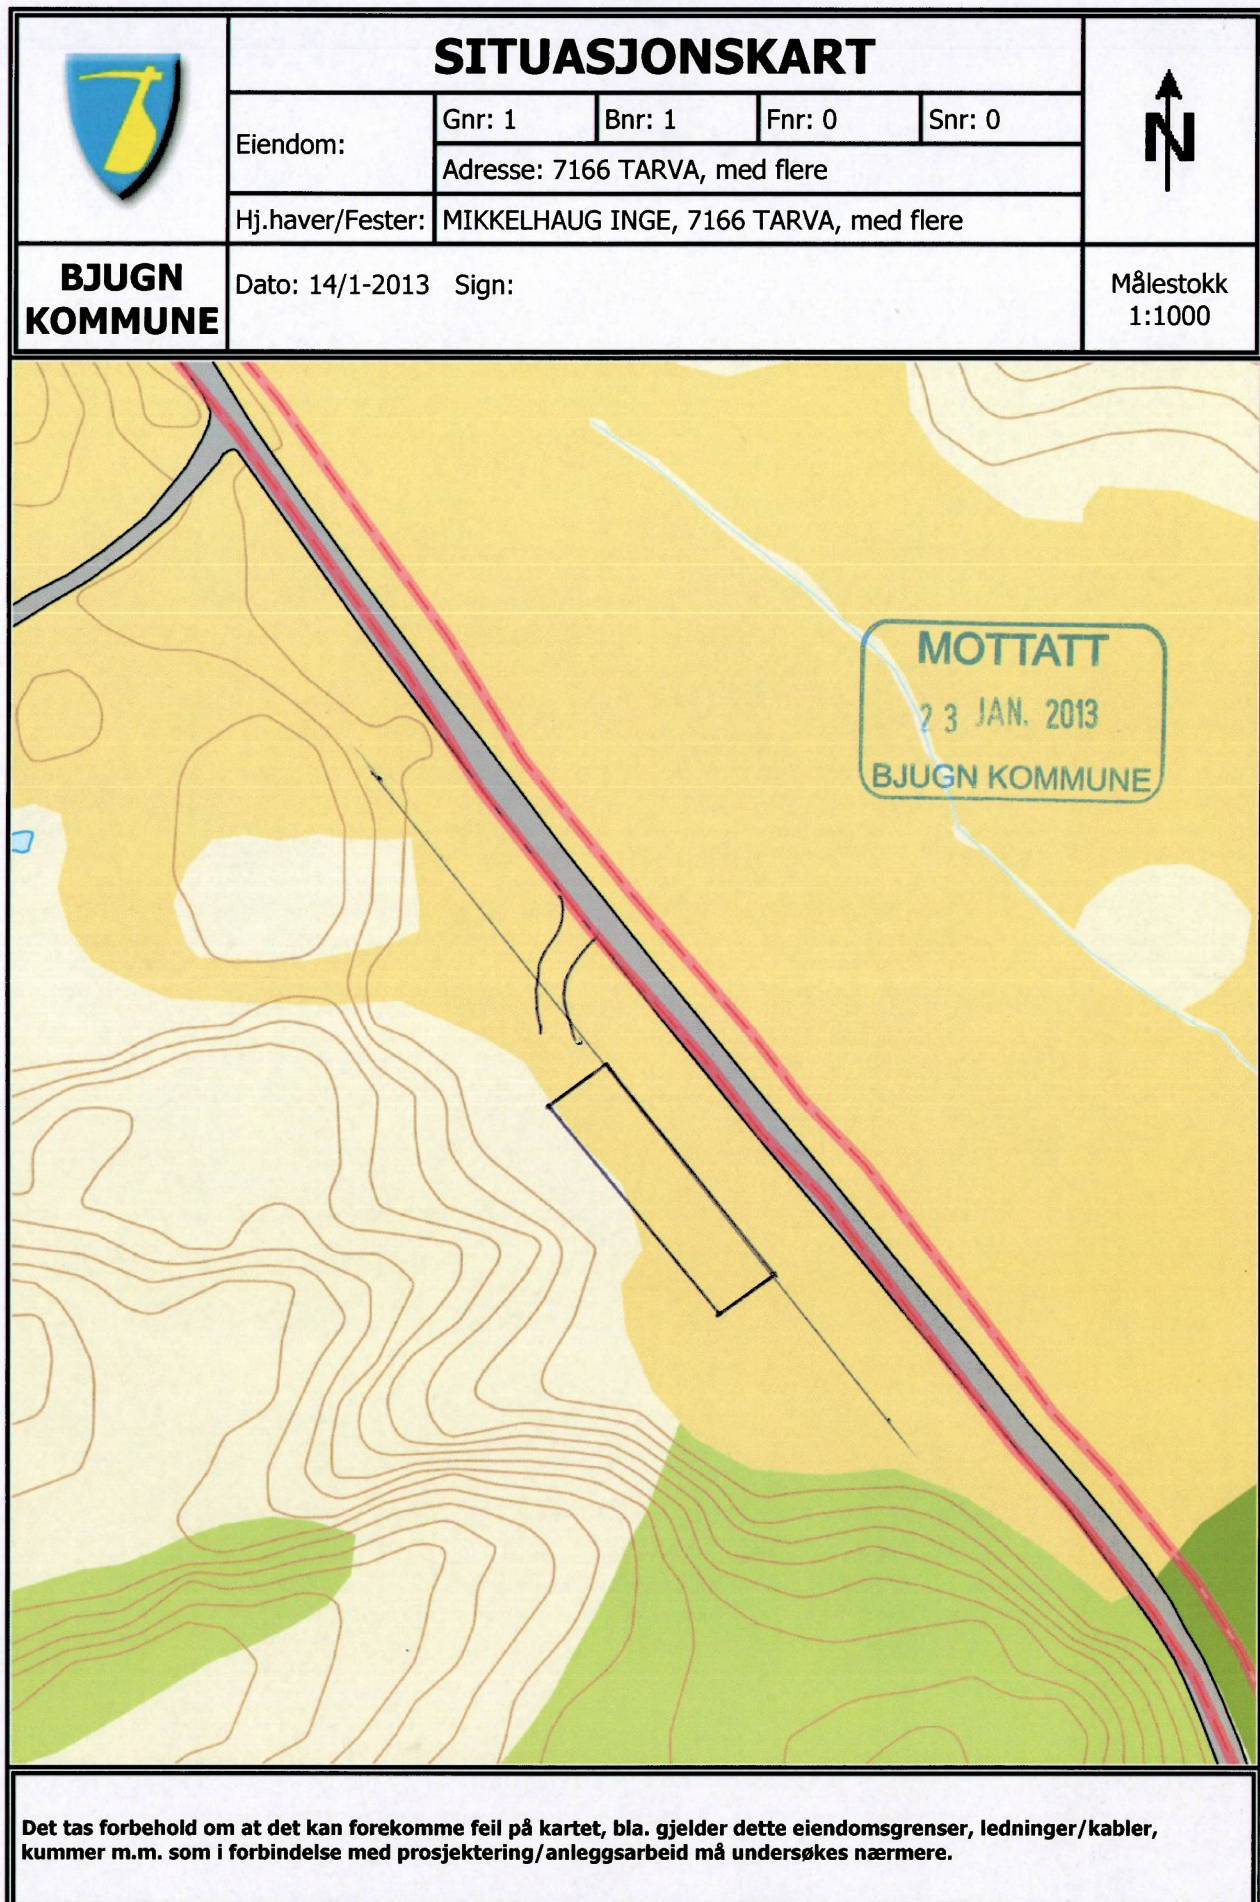 SITUASJONSKART
Eiendom:
Gnr: 1
Bnr: 1
Fnr: 0
Snr: 0
Adresse: 7166 TARVA, med flere
Hj.haver/Fester:
MIKKELHAUG INGE, 7166 TARVA, med flere
N
BJUGN
KOMMUNE
Dato: 14/1-2013 Sign:
Målestokk
1:1000
MOTTATT
23 JAN. 2013
BJUGN KOMMUNE
Det tas forbehold om at det kan forekomme feil på kartet, bla. gjelder dette eiendomsgrenser, ledninger/kabler,
kummer m.m. som i forbindelse med prosjektering/anleggsarbeid må undersøkes nærmere.